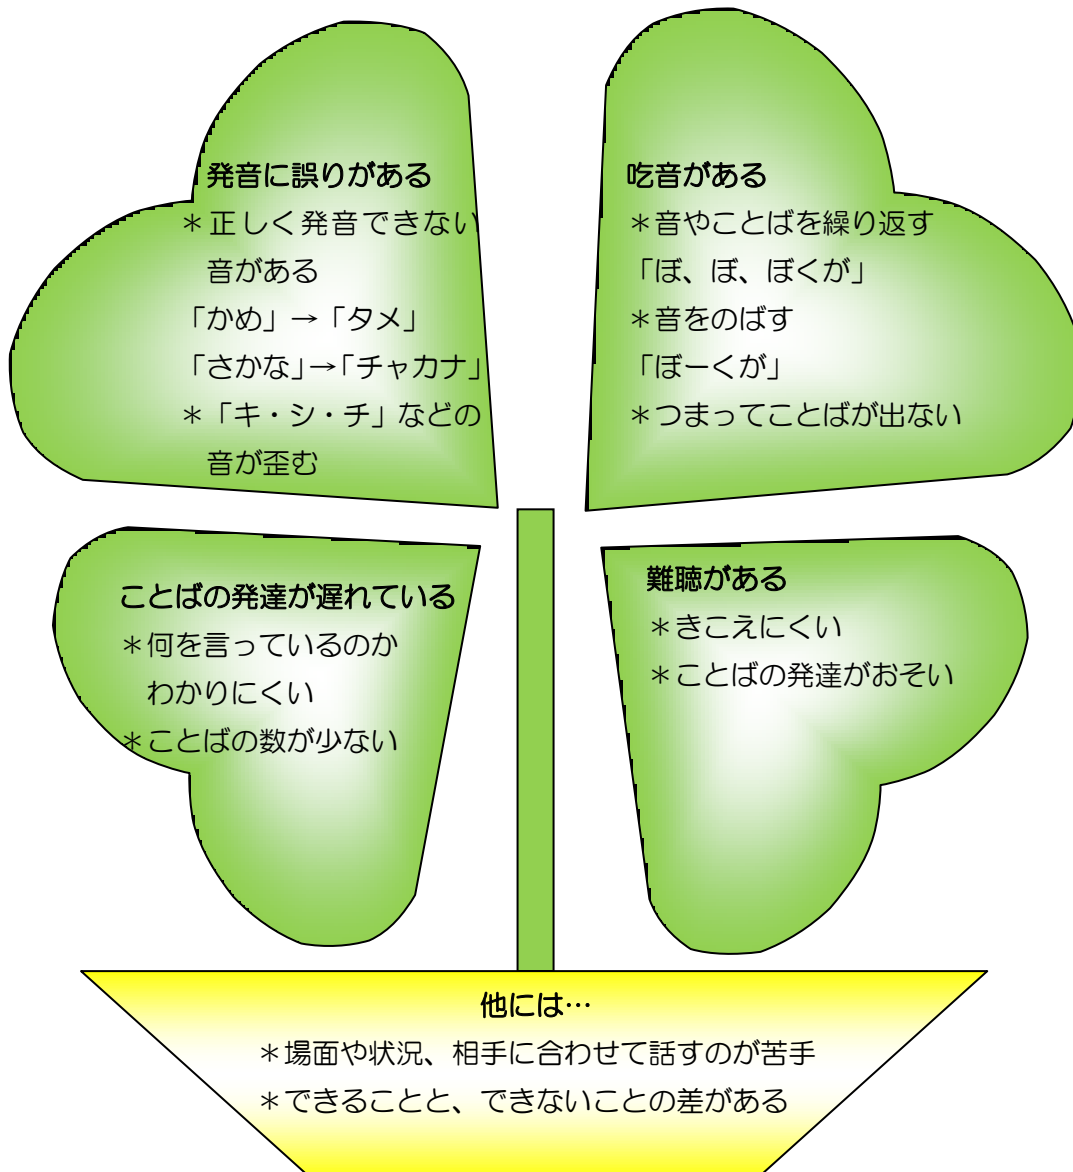 発音に誤りがある
＊正しく発音できない
音がある
「かめ」→「タメ」
「さかな」→「チャカナ」
＊「キ・シ・チ」などの
音が歪む
吃音がある
＊音やことばを繰り返す
「ぼ、ぼ、ぼくが」
＊音をのばす
「ぼーくが」
＊つまってことばが出ない
ことばの発達が遅れている
＊何を言っているのか
わかりにくい
＊ことばの数が少ない
難聴がある
＊きこえにくい
＊ことばの発達がおそい
他には…
＊場面や状況、相手に合わせて話すのが苦手
＊できることと、できないことの差がある